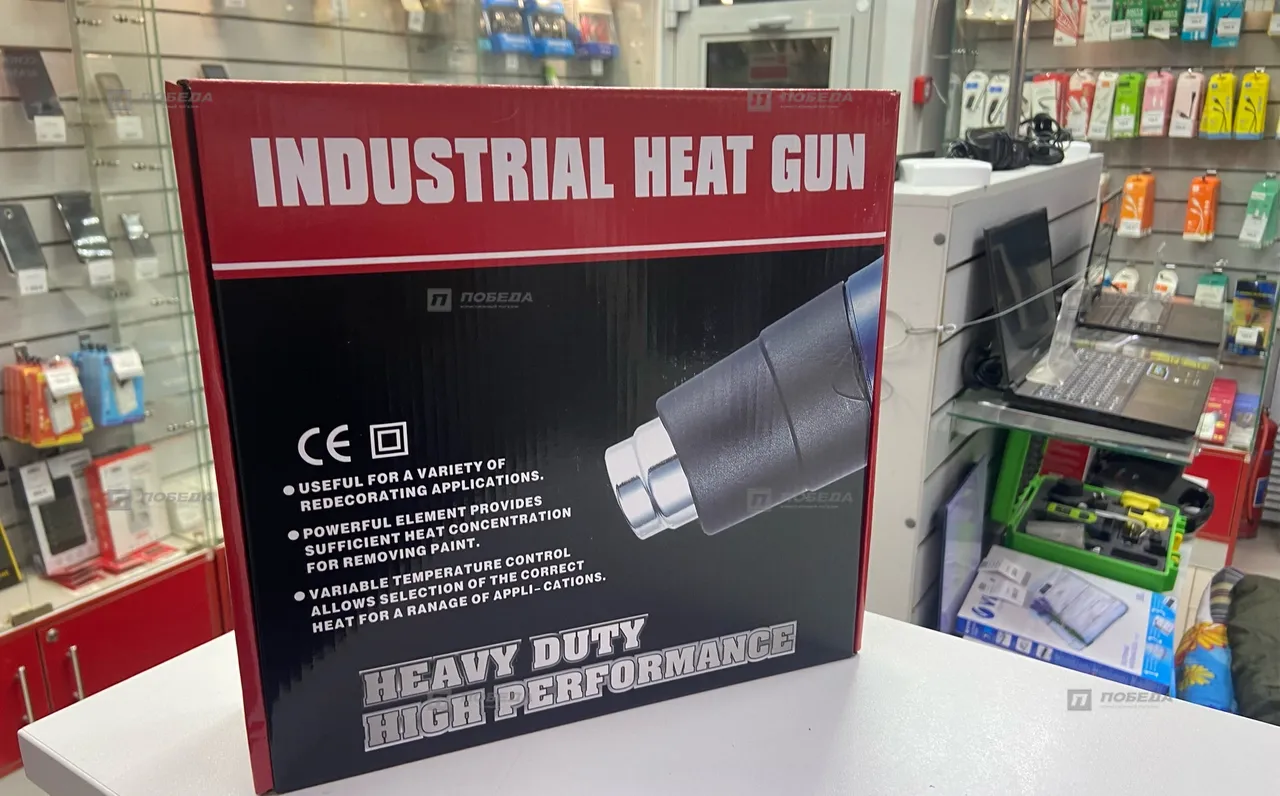 INDUSTRIAL HEAT GUN
CE
● USEFUL FOR A VARIETY OF
REDECORATING APPLICATIONS.
● POWERFUL ELEMENT PROVIDES
SUFFICIENT HEAT CONCENTRATION
FOR REMOVING PAINT.
● VARIABLE TEMPERATURE CONTROL
ALLOWS SELECTION OF THE CORRECT
HEAT FOR A RANAGE OF APPLI-CATIONS.
HEAVY DUTY
HIGH PERFORMANCE
ПОБЕДА
ПОБЕДА
ПОБЕДА
ПОБЕДА
ПОБЕДА
ПОБЕДА